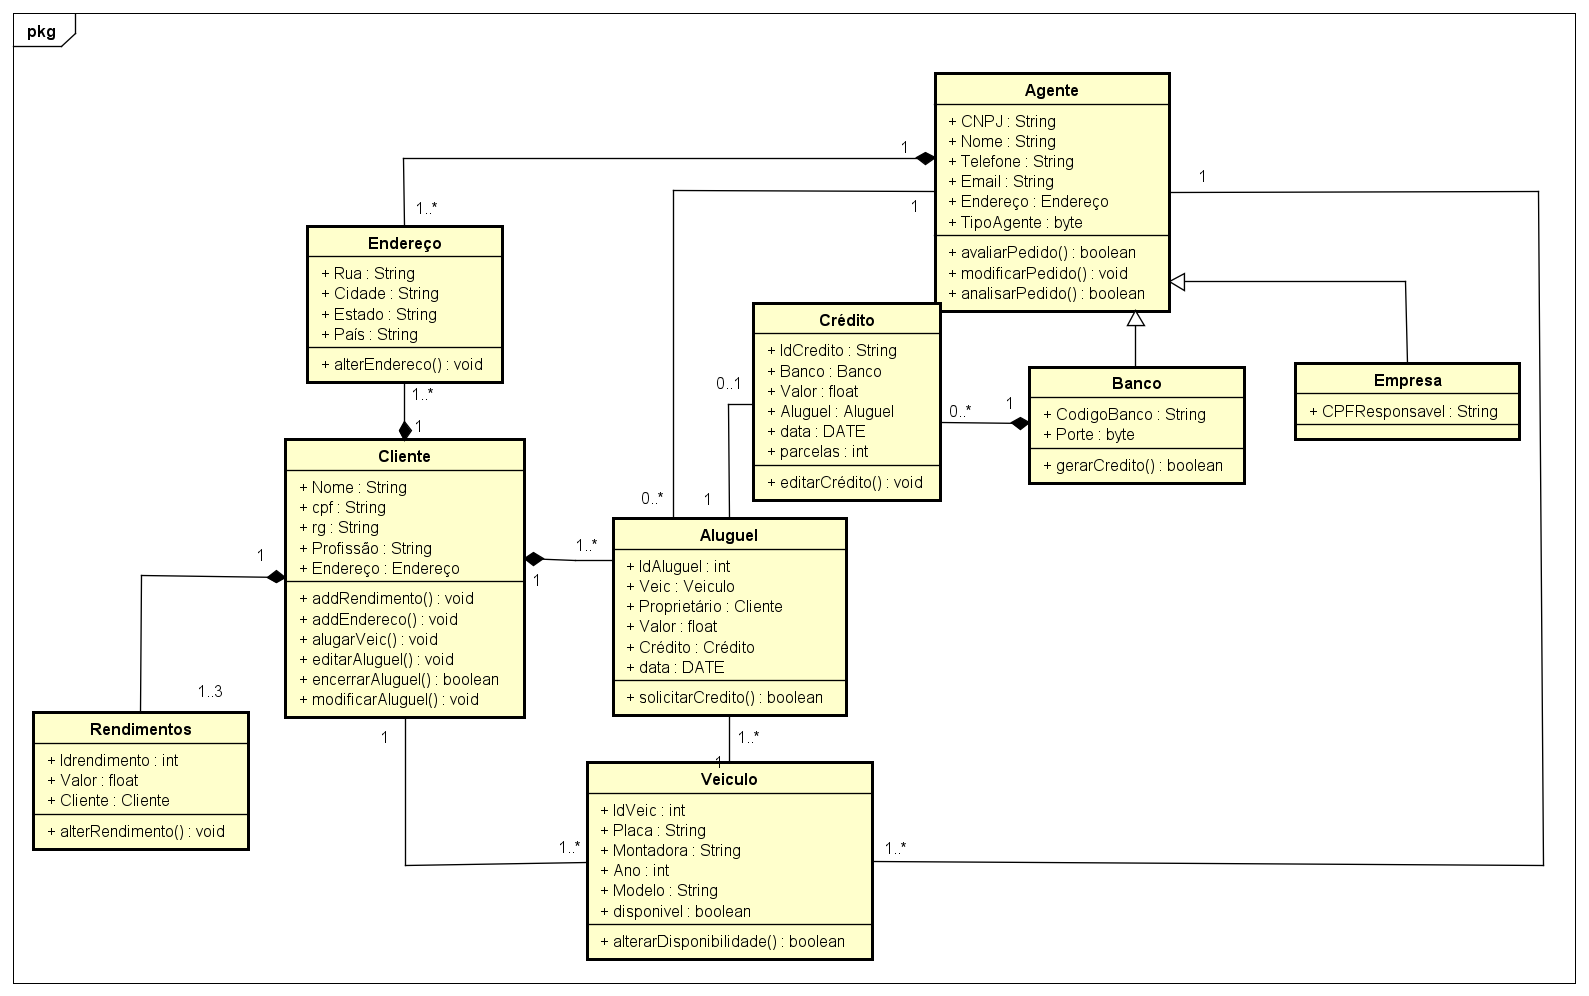 pkg
Agente
+ CNPJ : String
+ Nome : String
+ Telefone : String
+ Email : String
+ Endereço : Endereço
+ TipoAgente : byte
+ avaliarPedido() : boolean
+ modificarPedido() : void
+ analisarPedido() : boolean
1
1
1
1..*
Endereço
+ Rua : String
+ Cidade : String
+ Estado : String
+ País : String
+ alterEndereco() : void
1..*
1
Crédito
+ IdCredito : String
+ Banco : Banco
+ Valor : float
+ Aluguel : Aluguel
+ data : DATE
+ parcelas : int
+ editarCrédito() : void
0..1
1
0..*
1
Banco
+ CodigoBanco : String
+ Porte : byte
+ gerarCredito() : boolean
Empresa
+ CPFResponsavel : String
Cliente
+ Nome : String
+ cpf : String
+ rg : String
+ Profissão : String
+ Endereço : Endereço
+ addRendimento() : void
+ addEndereco() : void
+ alugarVeic() : void
+ editarAluguel() : void
+ encerrarAluguel() : boolean
+ modificarAluguel() : void
0..*
1..*
1
1
1..3
1
Aluguel
+ IdAluguel : int
+ Veic : Veiculo
+ Proprietário : Cliente
+ Valor : float
+ Crédito : Crédito
+ data : DATE
+ solicitarCredito() : boolean
1..*
1
Rendimentos
+ Idrendimento : int
+ Valor : float
+ Cliente : Cliente
+ alterRendimento() : void
Veiculo
+ IdVeic : int
+ Placa : String
+ Montadora : String
+ Ano : int
+ Modelo : String
+ disponivel : boolean
+ alterarDisponibilidade() : boolean
1..*
1..*